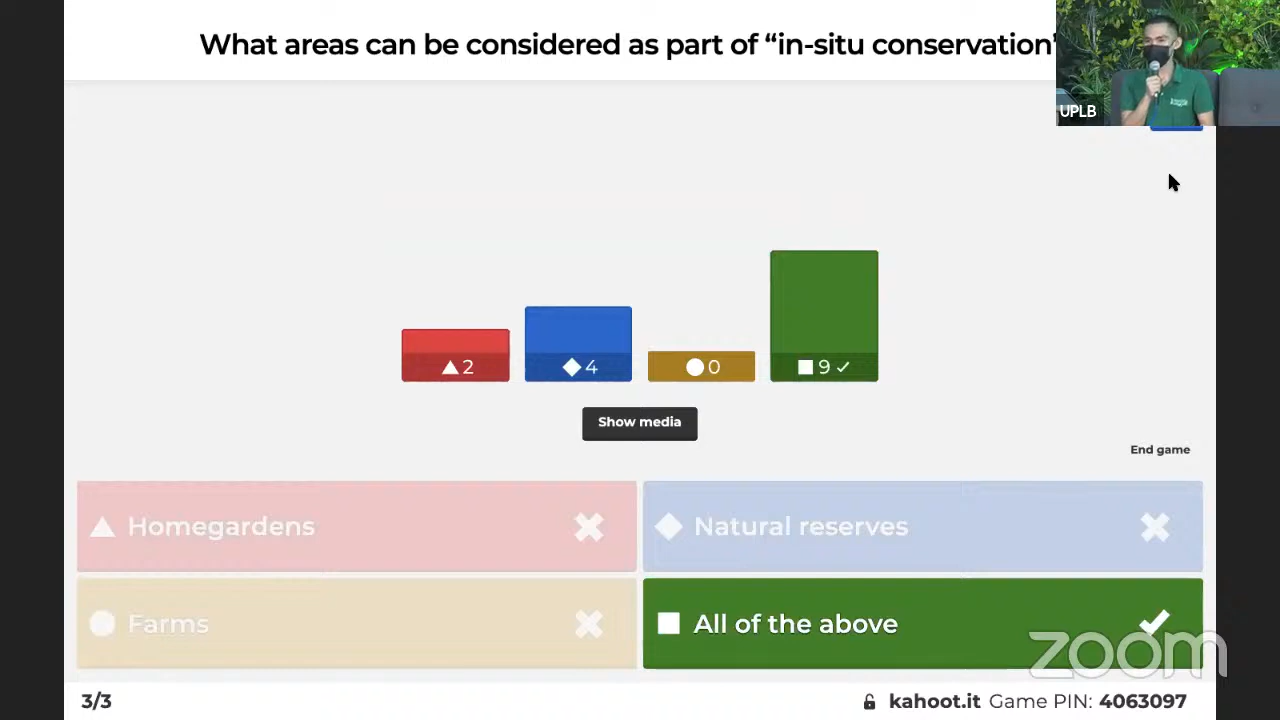 What areas can be considered as part of “in-situ conservation”
UPLB
2
4
0
9
Show media
End game
Homegardens
Natural reserves
Farms
All of the above
zoom
3/3
kahoot.it Game PIN: 4063097